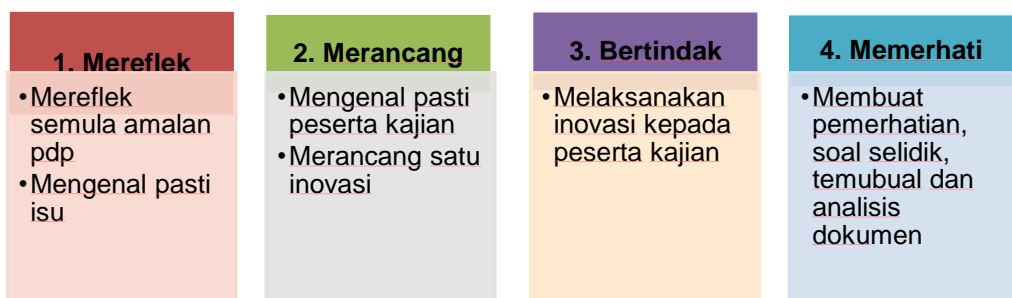 1. Mereflek
• Mereflek
semula amalan
pdp
• Mengenal pasti
isu
2. Merancang
• Mengenal pasti
peserta kajian
• Merancang satu
inovasi
3. Bertindak
• Melaksanakan
inovasi kepada
peserta kajian
4. Memerhati
• Membuat
pemerhatian,
soal selidik,
temubual dan
analisis
dokumen